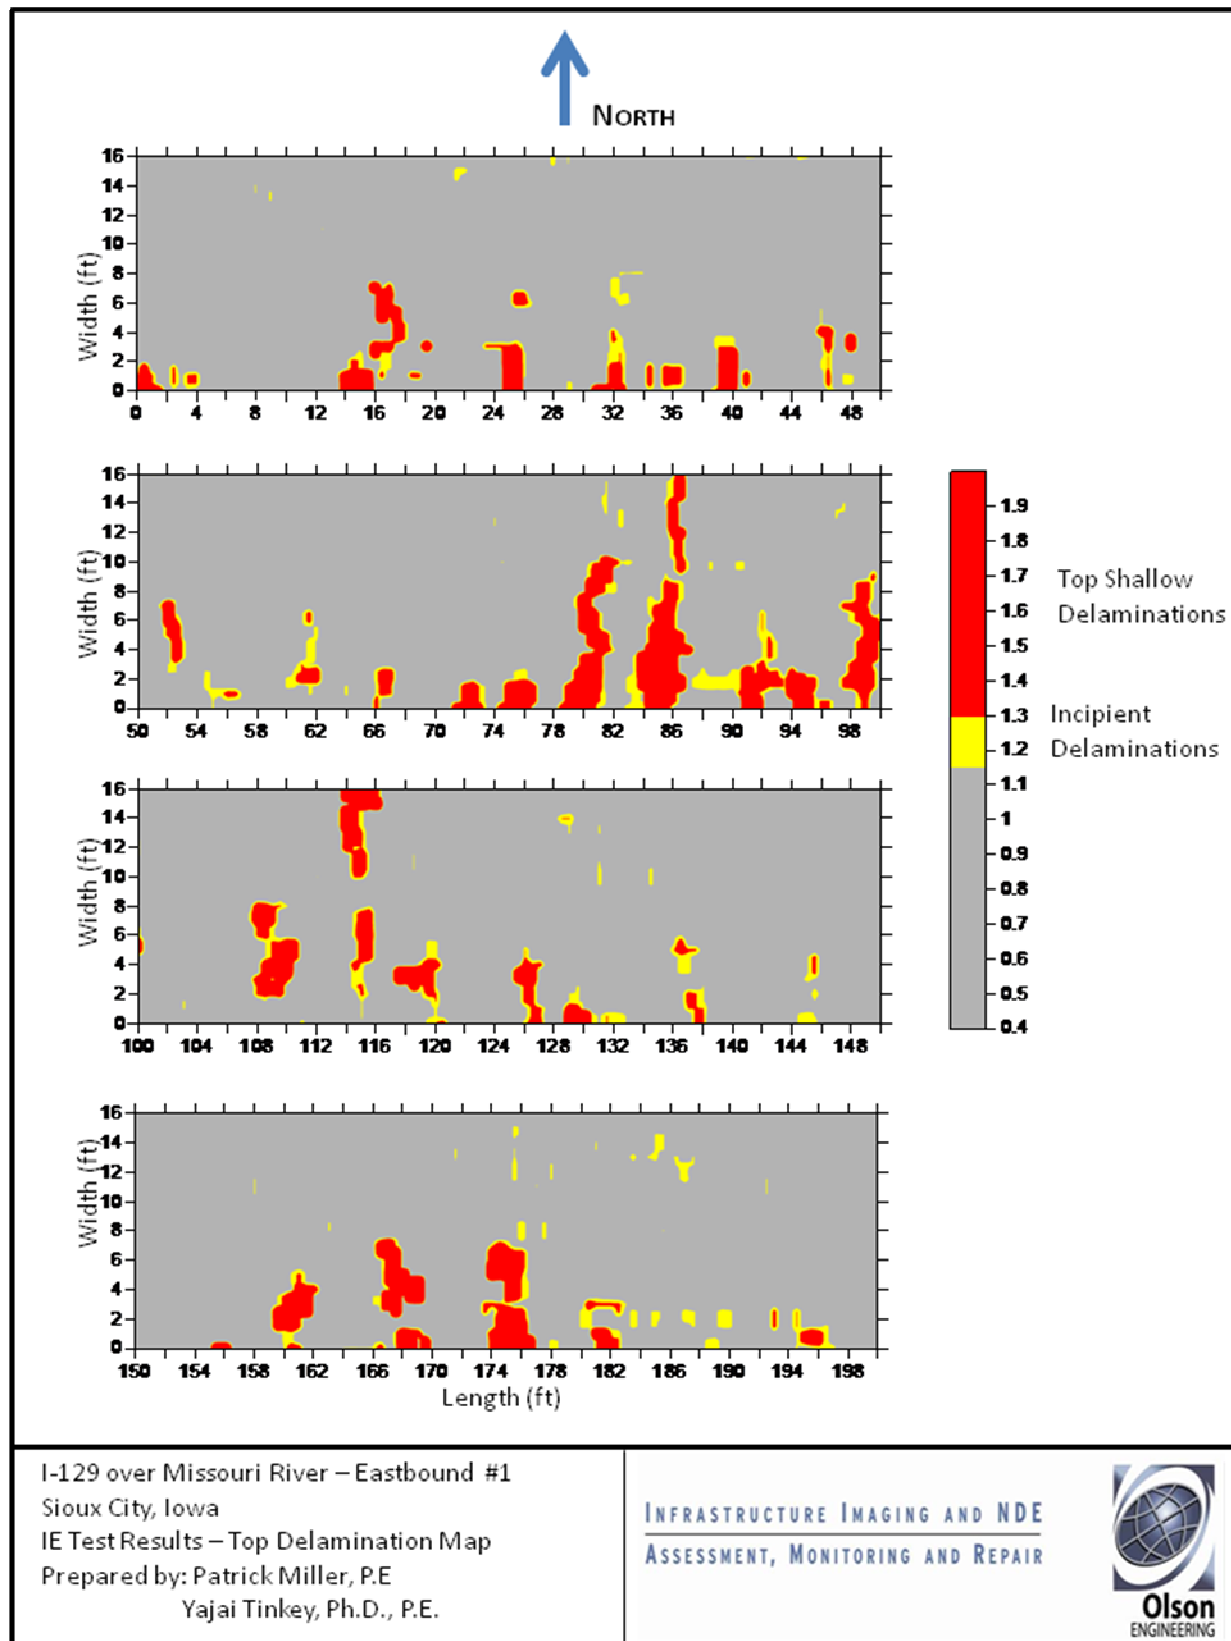 NORTH
16
14
12
10
8
6
4
2
0
Width (ft)
0 4 8 12 16 20 24 28 32 36 40 44 48
16
14
12
10
8
6
4
2
0
Width (ft)
50 54 58 62 66 70 74 78 82 86 90 94 98
1.9
1.8
1.7
1.6
1.5
1.4
1.3
1.2
1.1
1
0.9
0.8
0.7
0.6
0.5
0.4
Top Shallow
Delaminations
Incipient
Delaminations
16
14
12
10
8
6
4
2
0
Width (ft)
100 104 108 112 116 120 124 128 132 136 140 144 148
16
14
12
10
8
6
4
2
0
Width (ft)
150 154 158 162 166 170 174 178 182 186 190 194 198
Length (ft)
I-129 over Missouri River – Eastbound #1
Sioux City, Iowa
IE Test Results – Top Delamination Map
Prepared by: Patrick Miller, P.E
Yajai Tinkey, Ph.D., P.E.
INFRASTRUCTURE IMAGING AND NDE
ASSESSMENT, MONITORING AND REPAIR
Olson
ENGINEERING